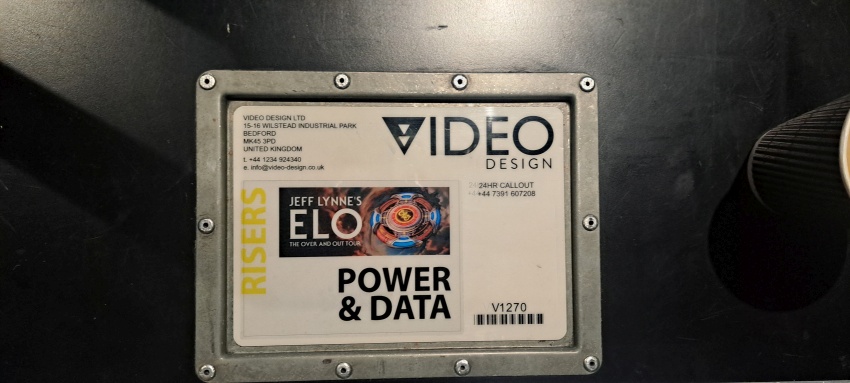 VIDEO DESIGN LTD
15-16 WILSTEAD INDUSTRIAL PARK
BEDFORD
MK45 3PD
UNITED KINGDOM
t. +44 1234 924340
e. info@video-design.co.uk
VIDEO
DESIGN
24HR CALLOUT
+44 7391 607208
RISERS
JEFF LYNNE'S
ELO
THE OVER AND OUT TOUR
POWER
& DATA
V1270